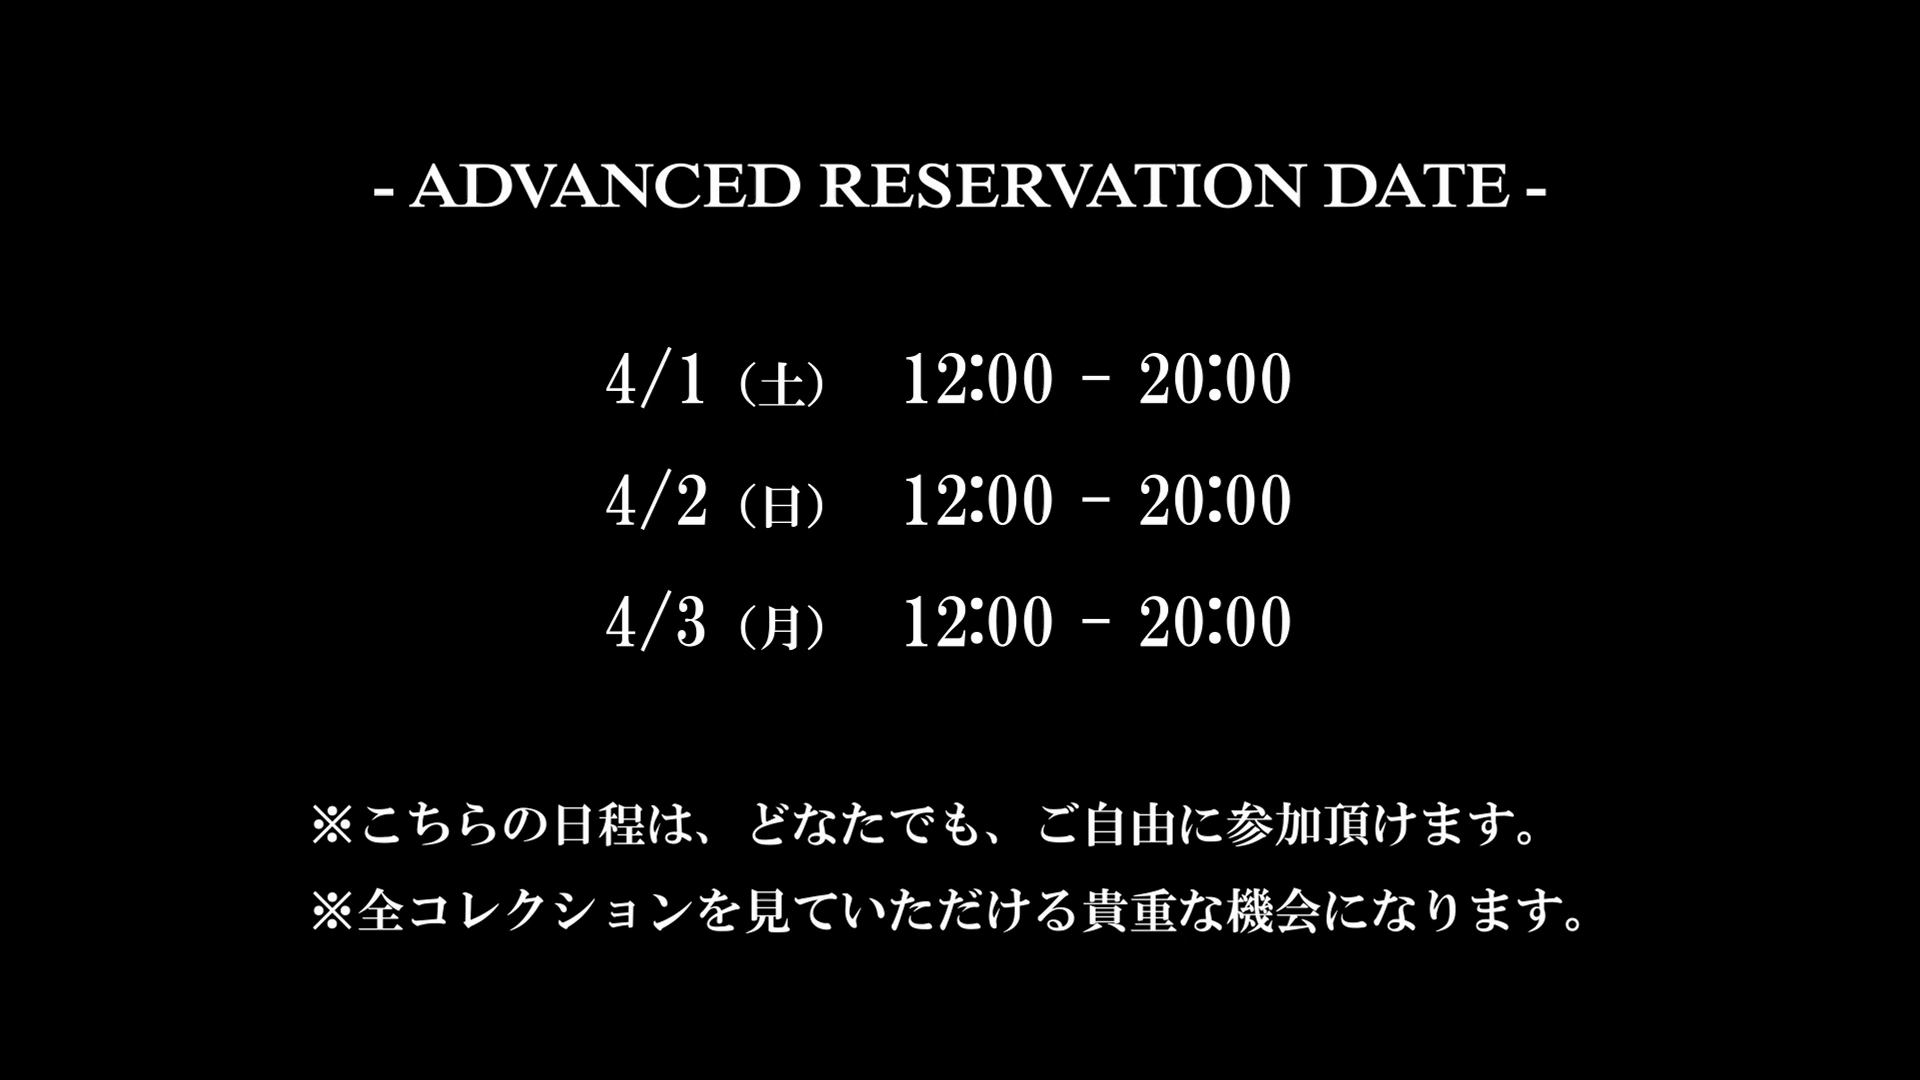 - ADVANCED RESERVATION DATE -
4/1（土） 12:00 - 20:00
4/2（日） 12:00 - 20:00
4/3（月） 12:00 - 20:00
※こちらの日程は、どなたでも、ご自由に参加頂けます。
※全コレクションを見ていただける貴重な機会になります。